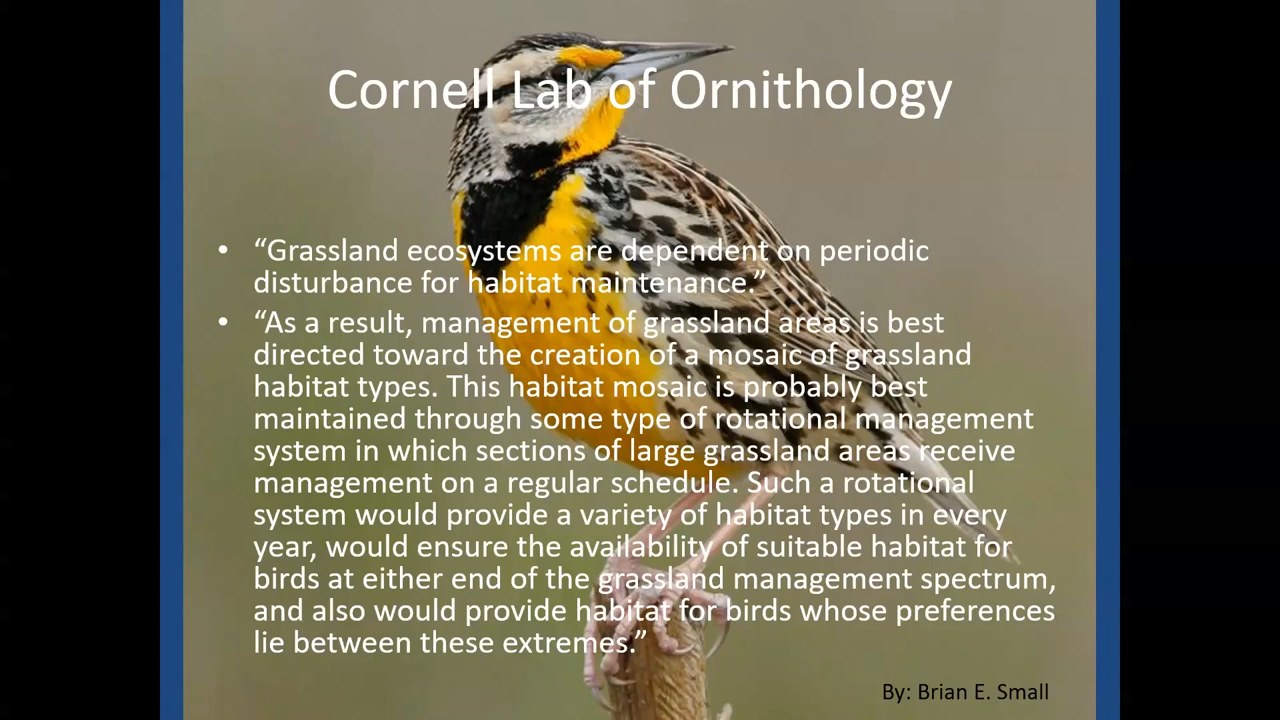 Cornell Lab of Ornithology
• “Grassland ecosystems are dependent on periodic
disturbance for habitat maintenance.”
• “As a result, management of grassland areas is best
directed toward the creation of a mosaic of grassland
habitat types. This habitat mosaic is probably best
maintained through some type of rotational management
system in which sections of large grassland areas receive
management on a regular schedule. Such a rotational
system would provide a variety of habitat types in every
year, would ensure the availability of suitable habitat for
birds at either end of the grassland management spectrum,
and also would provide habitat for birds whose preferences
lie between these extremes.”
By: Brian E. Small